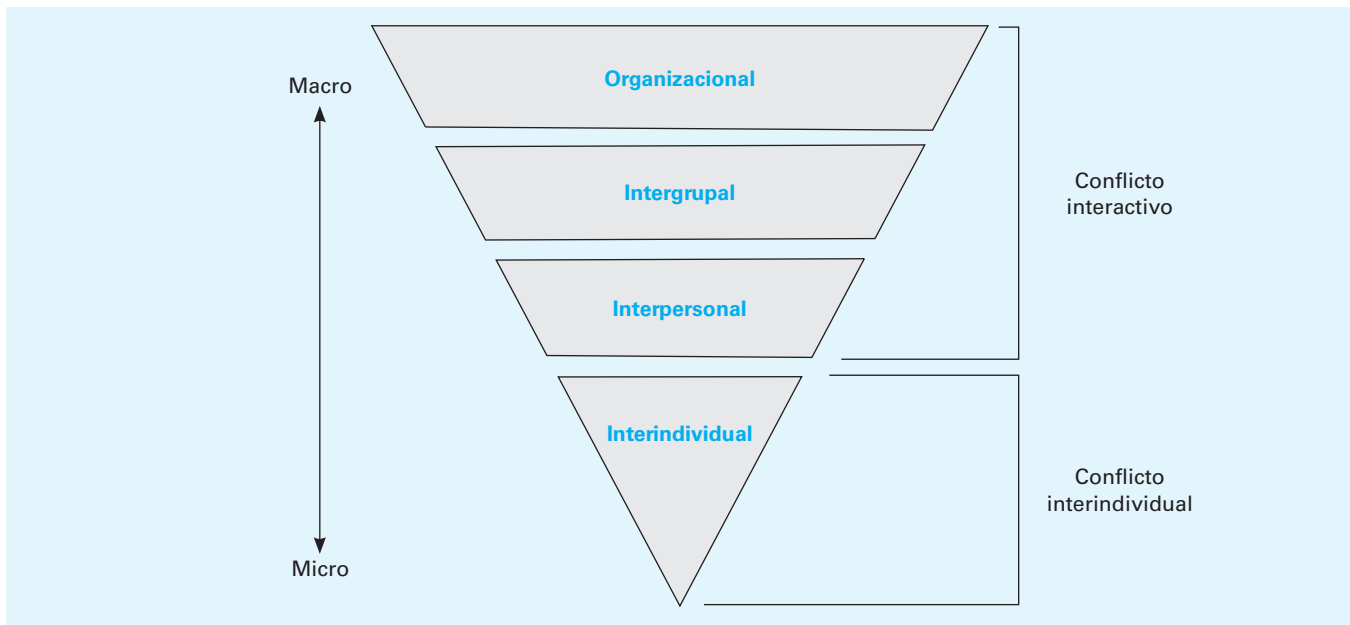 Organizacional
Macro
Intergrupal
Conflicto
interactivo
Interpersonal
Interindividual
Conflicto
interindividual
Micro